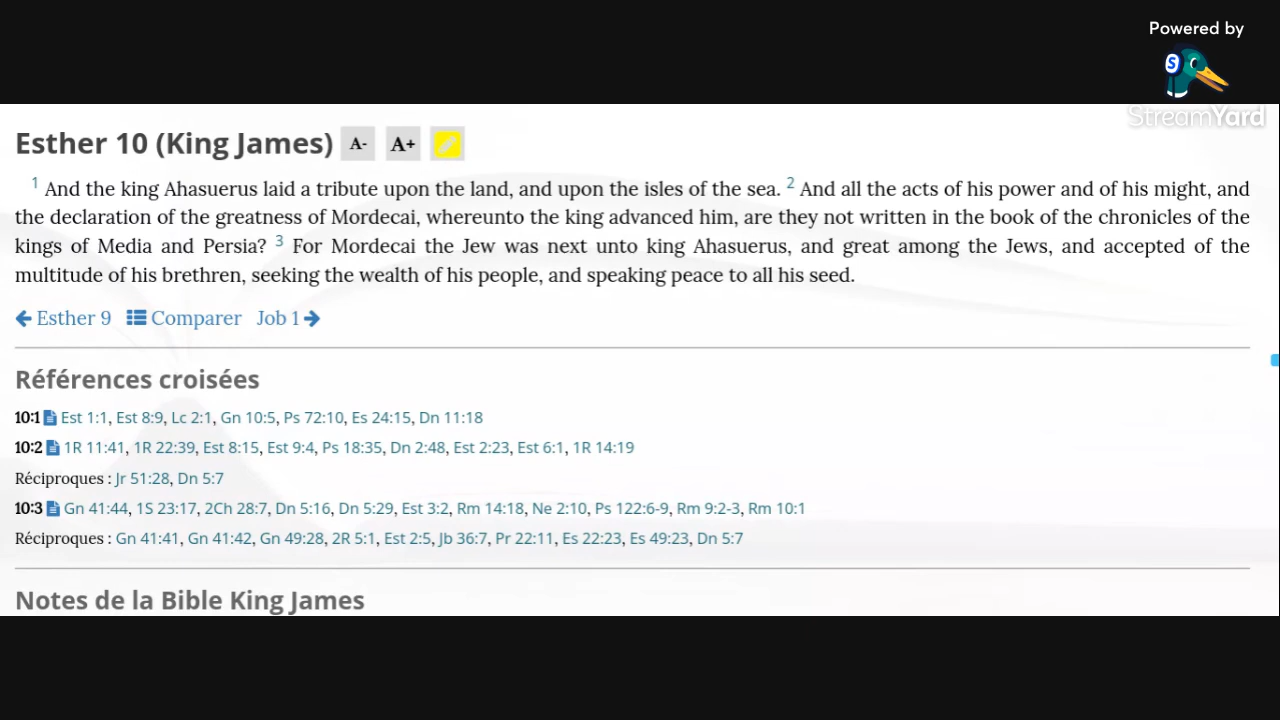 Powered by
S
StreamYard
Esther 10 (King James) A- A+
1 And the king Ahasuerus laid a tribute upon the land, and upon the isles of the sea. 2 And all the acts of his power and of his might, and
the declaration of the greatness of Mordecai, whereunto the king advanced him, are they not written in the book of the chronicles of the
kings of Media and Persia? 3 For Mordecai the Jew was next unto king Ahasuerus, and great among the Jews, and accepted of the
multitude of his brethren, seeking the wealth of his people, and speaking peace to all his seed.
Esther 9 Comparer Job 1
Références croisées
10:1 Est 1:1, Est 8:9, Lc 2:1, Gn 10:5, Ps 72:10, Es 24:15, Dn 11:18
10:2 1R 11:41, 1R 22:39, Est 8:15, Est 9:4, Ps 18:35, Dn 2:48, Est 2:23, Est 6:1, 1R 14:19
Réciproques : Jr 51:28, Dn 5:7
10:3 Gn 41:44, 1S 23:17, 2Ch 28:7, Dn 5:16, Dn 5:29, Est 3:2, Rm 14:18, Ne 2:10, Ps 122:6-9, Rm 9:2-3, Rm 10:1
Réciproques : Gn 41:41, Gn 41:42, Gn 49:28, 2R 5:1, Est 2:5, Jb 36:7, Pr 22:11, Es 22:23, Es 49:23, Dn 5:7
Notes de la Bible King James